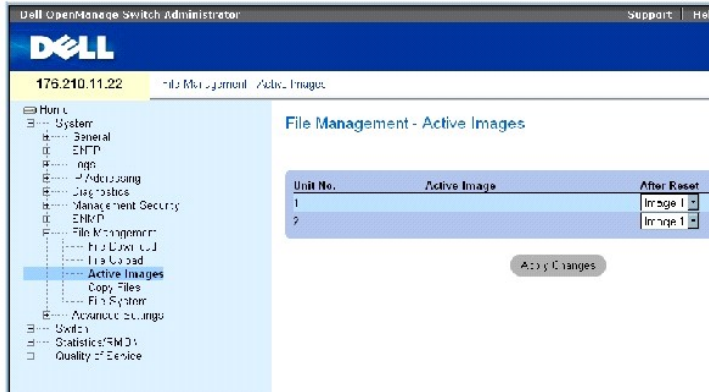 Dell OpenManage Switch Administrator
Support | He
DELL
176.210.11.22
File Management - Active Images
Home
System
General
SNTP
Logs
IP Addressing
Diagnostics
Management Security
SNMP
File Management
File Download
File Upload
Active Images
Copy Files
File System
Advanced Settings
Switch
Statistics/RMON
Quality of Service
File Management - Active Images
Unit No. Active Image After Reset
1 Image 1
2 Image 1
Apply Changes